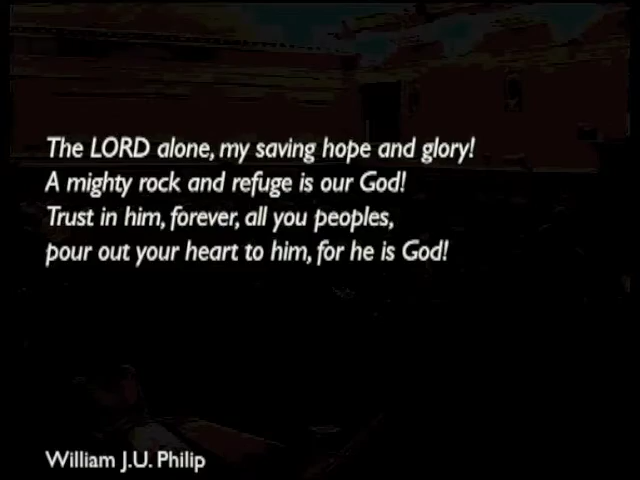 The LORD alone, my saving hope and glory!
A mighty rock and refuge is our God!
Trust in him, forever, all you peoples,
pour out your heart to him, for he is God!
William J.U. Philip